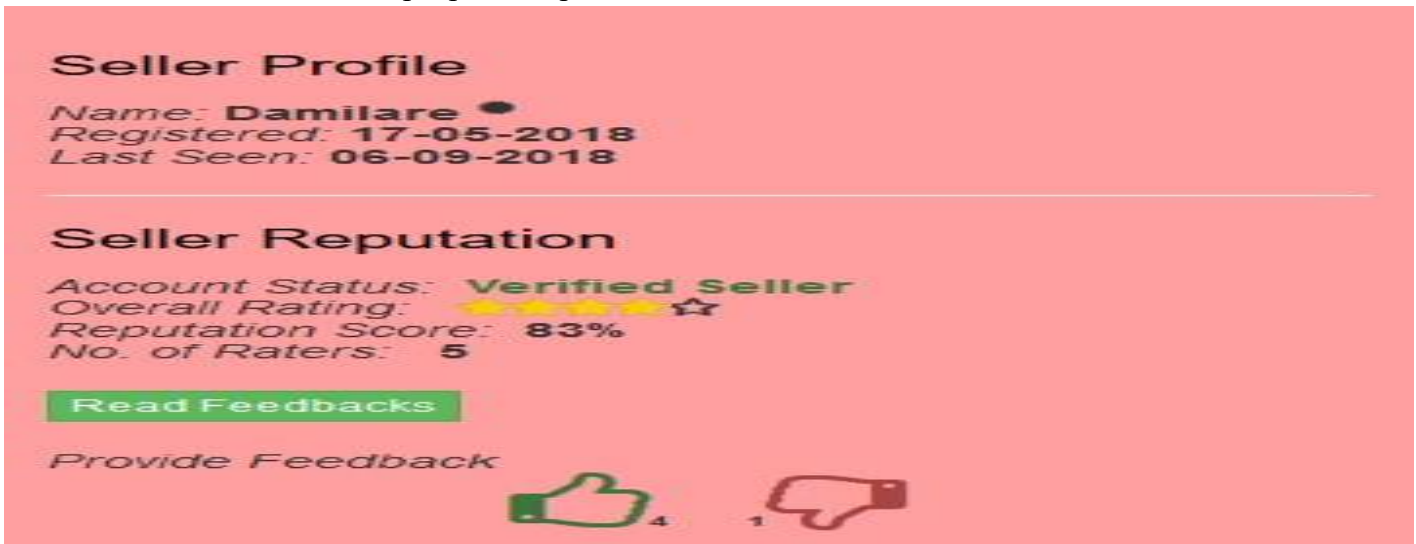 Seller Profile
Name: Damilare
Registered: 17-05-2018
Last Seen: 06-09-2018
Seller Reputation
Account Status: Verified Seller
Overall Rating:
Reputation Score: 83%
No. of Raters: 5
Read Feedbacks
Provide Feedback
4 1